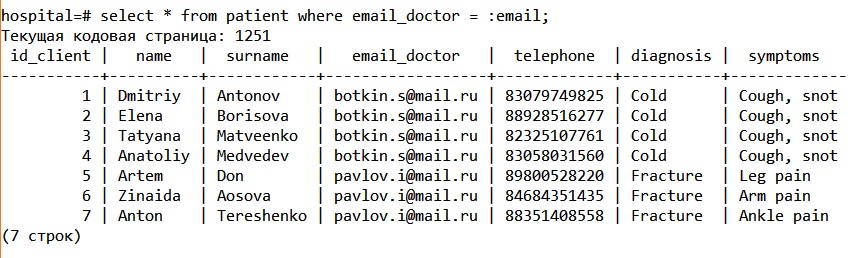 hospital=# select * from patient where email_doctor = :email;
Текущая кодовая страница: 1251
 id_client |   name    |  surname   |   email_doctor   |  telephone  | diagnosis |  symptoms
-----------+-----------+------------+------------------+-------------+-----------+-------------
         1 | Dmitriy   | Antonov    | botkin.s@mail.ru | 83079749825 | Cold      | Cough, snot
         2 | Elena     | Borisova   | botkin.s@mail.ru | 88928516277 | Cold      | Cough, snot
         3 | Tatyana   | Matveenko  | botkin.s@mail.ru | 82325107761 | Cold      | Cough, snot
         4 | Anatoliy  | Medvedev   | botkin.s@mail.ru | 83058031560 | Cold      | Cough, snot
         5 | Artem     | Don        | pavlov.i@mail.ru | 89800528220 | Fracture  | Leg pain
         6 | Zinaida   | Aosova     | pavlov.i@mail.ru | 84684351435 | Fracture  | Arm pain
         7 | Anton     | Tereshenko | pavlov.i@mail.ru | 88351408558 | Fracture  | Ankle pain
(7 строк)